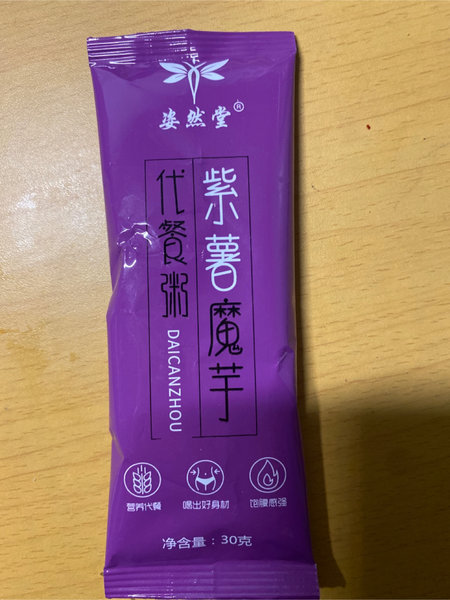 姿然堂®
紫薯魔芋
代餐粥
DAICANZHOU
营养代餐
喝出好身材
饱腹感强
净含量：30克